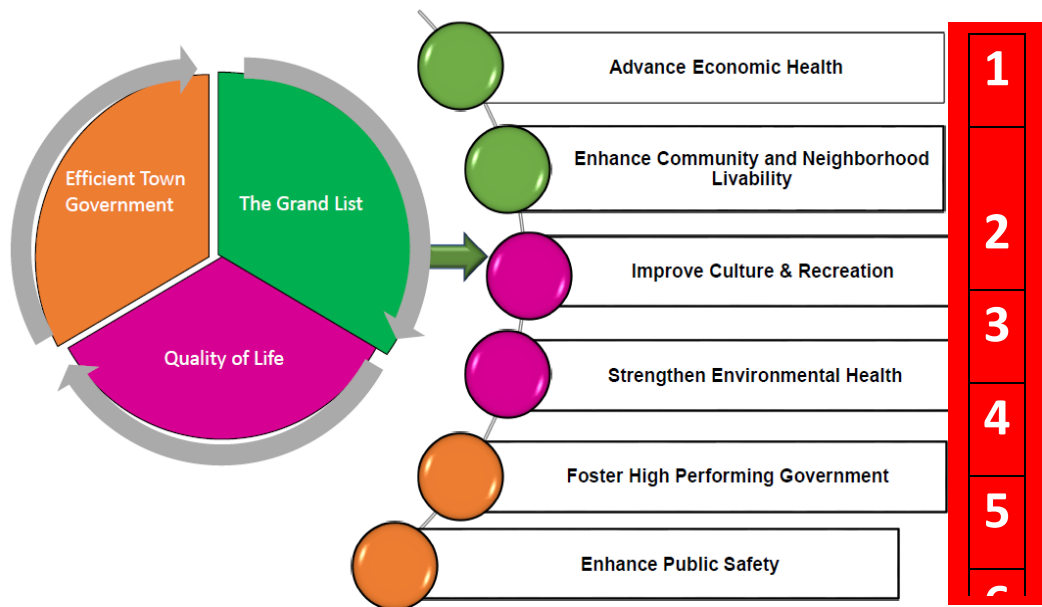 Efficient Town
Government
The Grand List
Quality of Life
Advance Economic Health
Enhance Community and Neighborhood
Livability
Improve Culture & Recreation
Strengthen Environmental Health
Foster High Performing Government
Enhance Public Safety
1
2
3
4
5